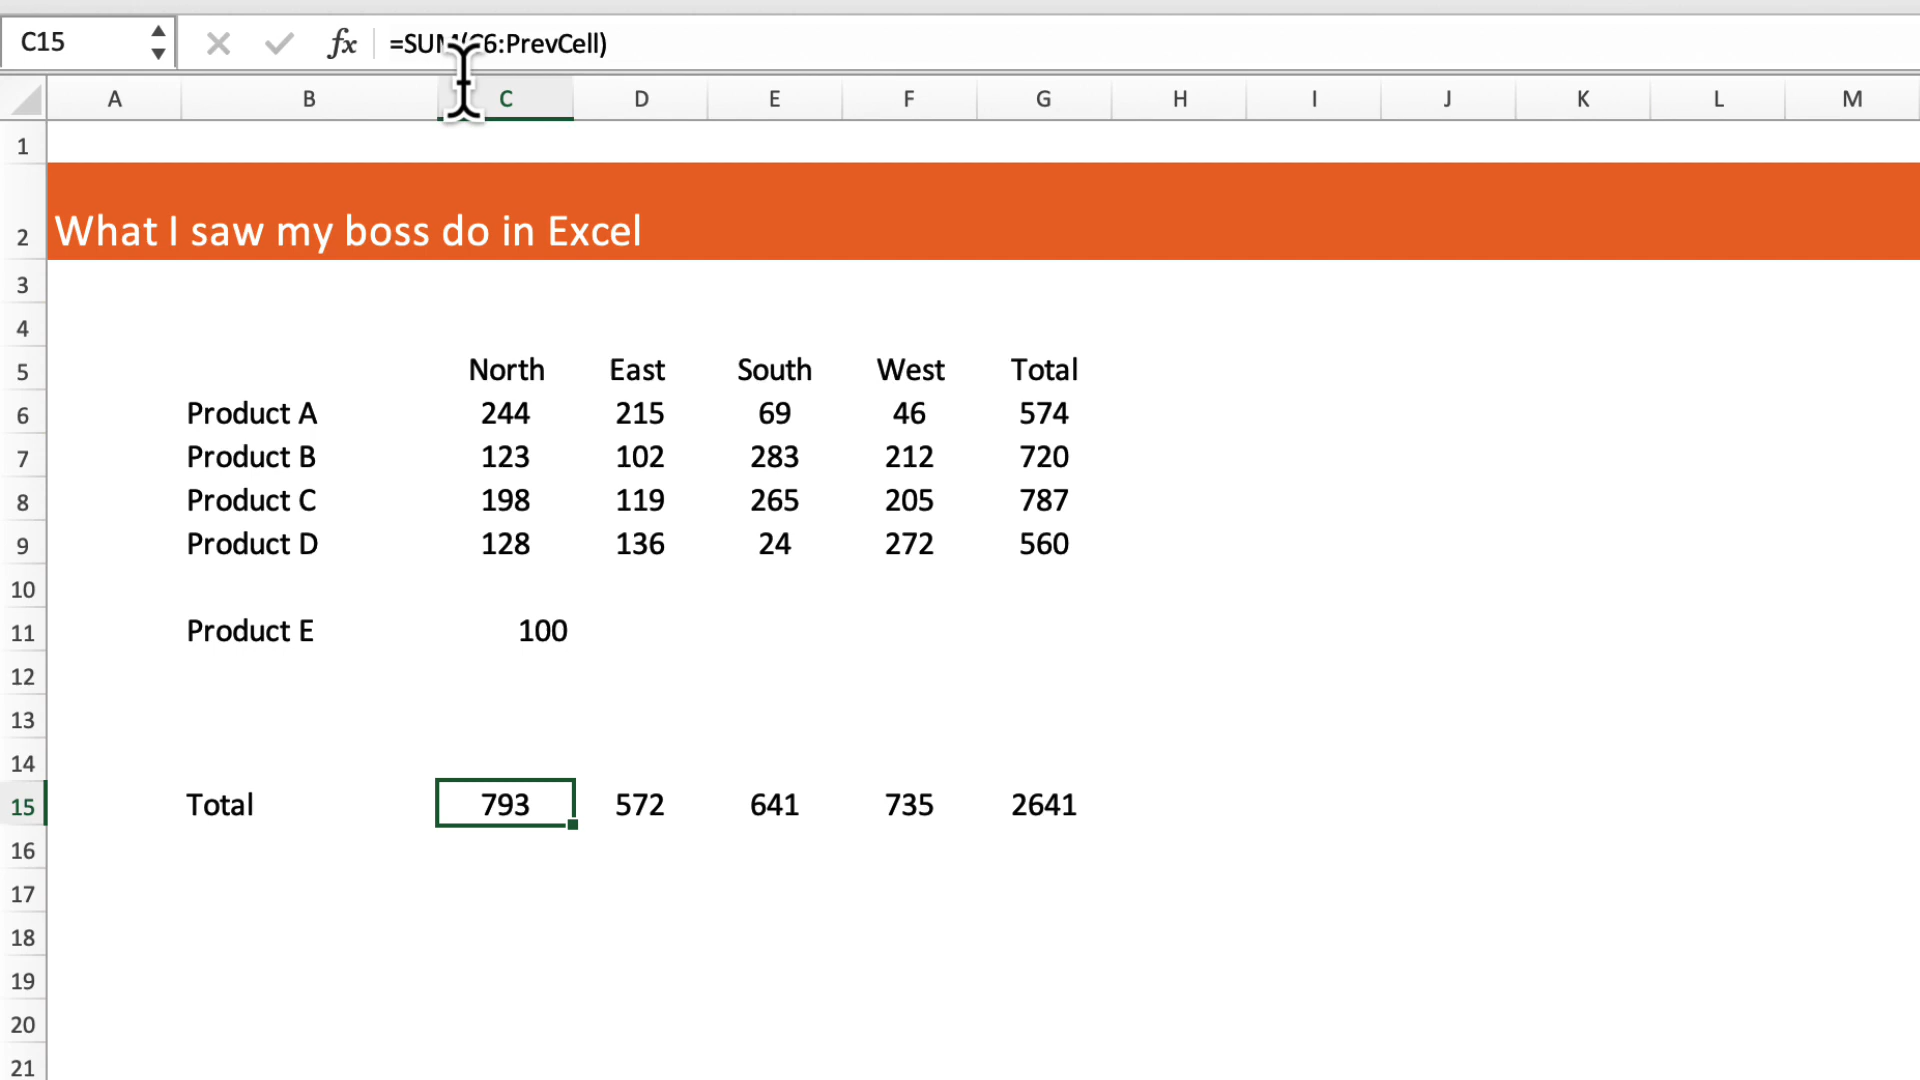 C15 fx =SUM(C6:PrevCell)
A B C D E F G H I J K L M
1
2 What I saw my boss do in Excel
3
4
5 North East South West Total
6 Product A 244 215 69 46 574
7 Product B 123 102 283 212 720
8 Product C 198 119 265 205 787
9 Product D 128 136 24 272 560
10
11 Product E 100
12
13
14
15 Total 793 572 641 735 2641
16
17
18
19
20
21